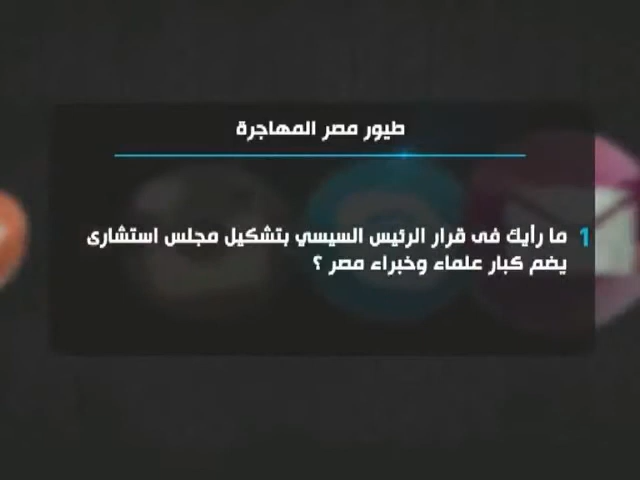 طيور مصر المهاجرة
1 ما رأيك فى قرار الرئيس السيسي بتشكيل مجلس استشارى
يضم كبار علماء وخبراء مصر ؟